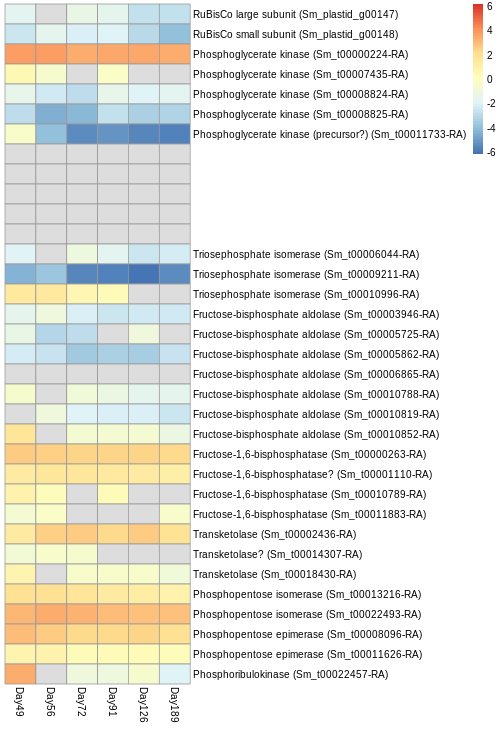 RuBisCo large subunit (Sm_plastid_g00147)
RuBisCo small subunit (Sm_plastid_g00148)
Phosphoglycerate kinase (Sm_t00000224-RA)
Phosphoglycerate kinase (Sm_t00007435-RA)
Phosphoglycerate kinase (Sm_t00008824-RA)
Phosphoglycerate kinase (Sm_t00008825-RA)
Phosphoglycerate kinase (precursor?) (Sm_t00011733-RA)
Triosephosphate isomerase (Sm_t00006044-RA)
Triosephosphate isomerase (Sm_t00009211-RA)
Triosephosphate isomerase (Sm_t00010996-RA)
Fructose-bisphosphate aldolase (Sm_t00003946-RA)
Fructose-bisphosphate aldolase (Sm_t00005725-RA)
Fructose-bisphosphate aldolase (Sm_t00005862-RA)
Fructose-bisphosphate aldolase (Sm_t00006865-RA)
Fructose-bisphosphate aldolase (Sm_t00010788-RA)
Fructose-bisphosphate aldolase (Sm_t00010819-RA)
Fructose-bisphosphate aldolase (Sm_t00010852-RA)
Fructose-1,6-bisphosphatase (Sm_t00000263-RA)
Fructose-1,6-bisphosphatase? (Sm_t00001110-RA)
Fructose-1,6-bisphosphatase (Sm_t00010789-RA)
Fructose-1,6-bisphosphatase (Sm_t00011883-RA)
Transketolase (Sm_t00002436-RA)
Transketolase? (Sm_t00014307-RA)
Transketolase (Sm_t00018430-RA)
Phosphopentose isomerase (Sm_t00013216-RA)
Phosphopentose isomerase (Sm_t00022493-RA)
Phosphopentose epimerase (Sm_t00008096-RA)
Phosphopentose epimerase (Sm_t00011626-RA)
Phosphoribulokinase (Sm_t00022457-RA)
Day49
Day56
Day72
Day91
Day126
Day189
6
4
2
0
-2
-4
-6